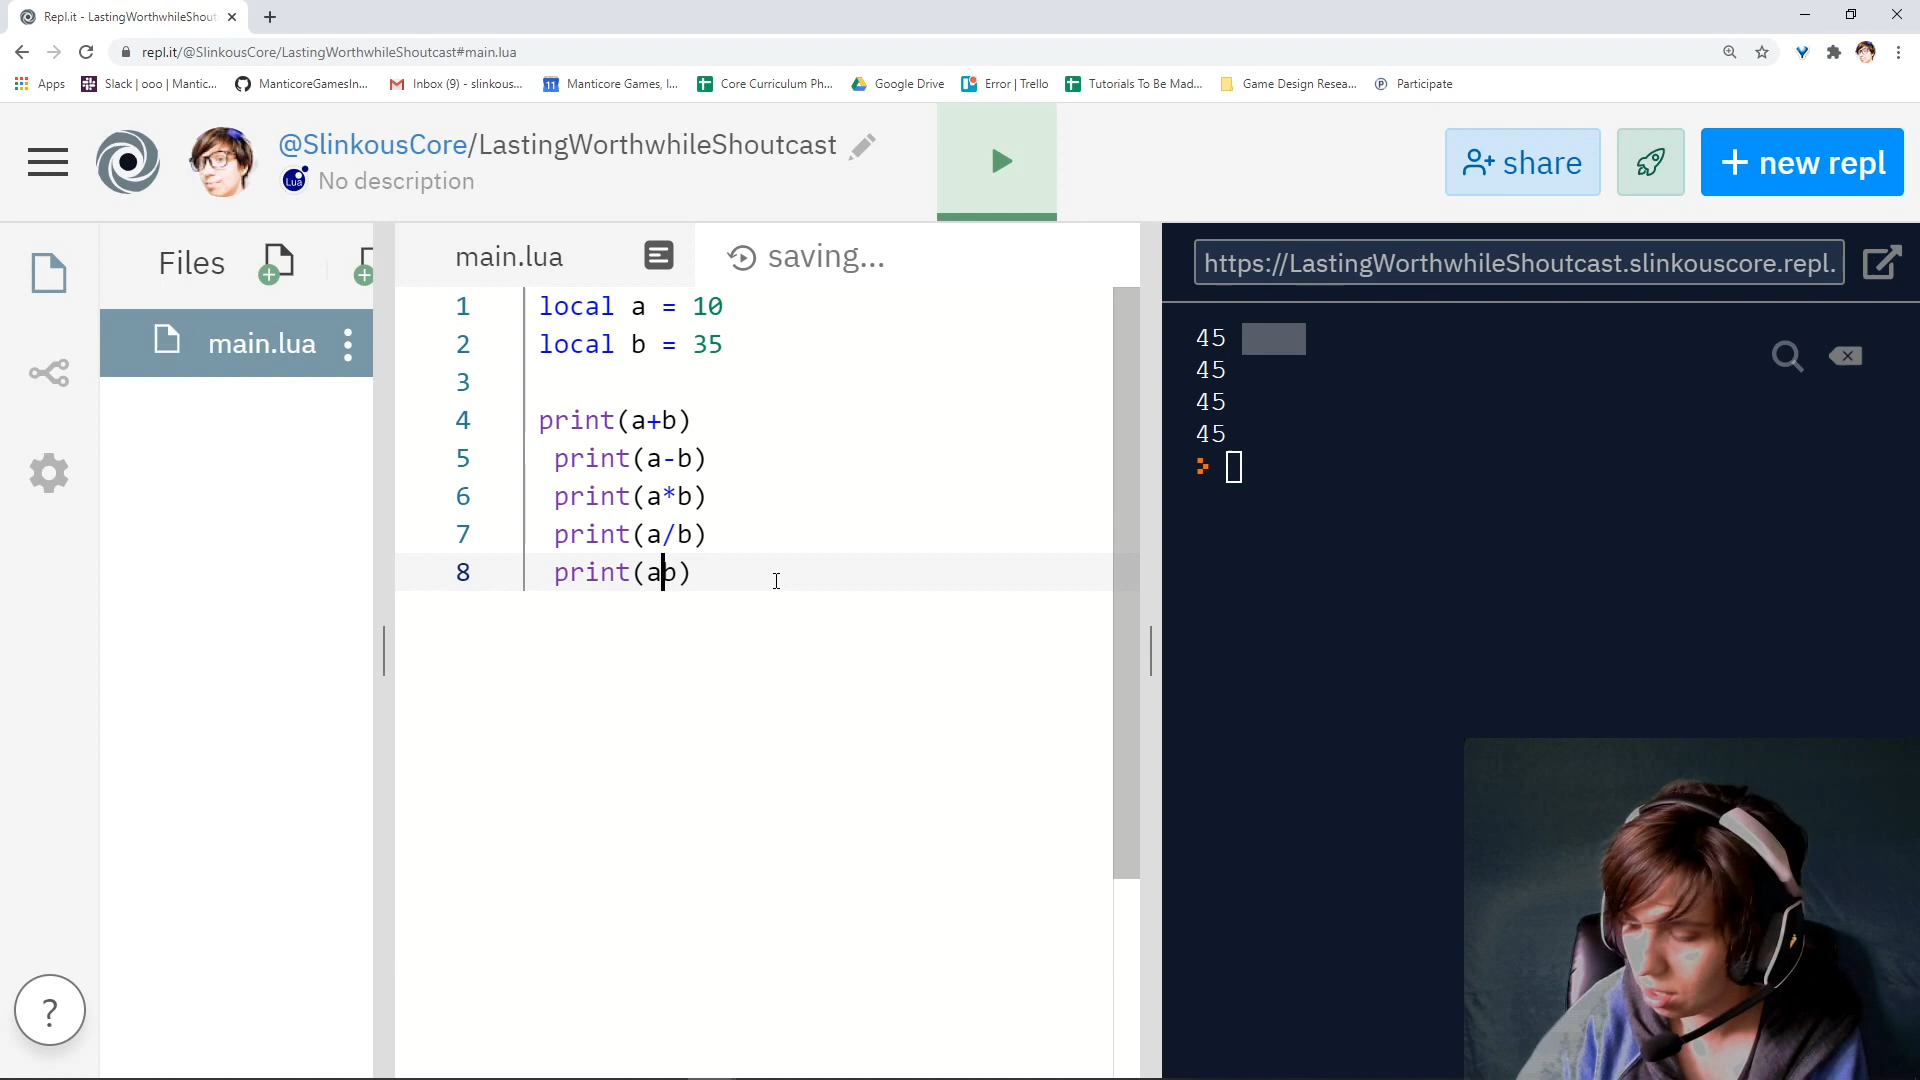 Repl.it - LastingWorthwhileShout
repl.it/@SlinkousCore/LastingWorthwhileShoutcast#main.lua
Apps Slack | ooo | Mantic... ManticoreGamesIn... Inbox (9) - slinkous... 11 Manticore Games, I... Core Curriculum Ph... Google Drive Error | Trello Tutorials To Be Mad... Game Design Resea... Participate
@SlinkousCore/LastingWorthwhileShoutcast
Lua No description
share
+ new repl
Files
main.lua
main.lua
saving...
1 local a = 10
2 local b = 35
3
4 print(a+b)
5 print(a-b)
6 print(a*b)
7 print(a/b)
8 print(ab)
https://LastingWorthwhileShoutcast.slinkouscore.repl.
45
45
45
45
?